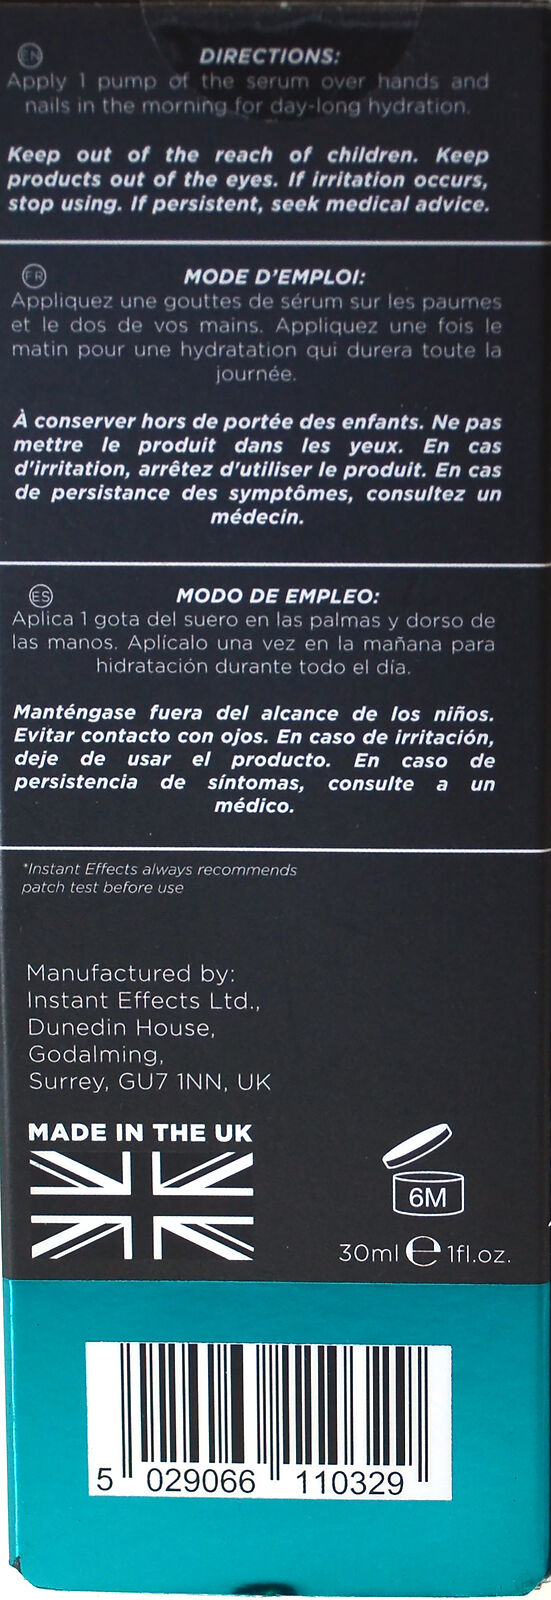 EN DIRECTIONS:
Apply 1 pump of the serum over hands and
nails in the morning for day-long hydration.
Keep out of the reach of children. Keep
products out of the eyes. If irritation occurs,
stop using. If persistent, seek medical advice.
FR MODE D'EMPLOI:
Appliquez une gouttes de sérum sur les paumes
et le dos de vos mains. Appliquez une fois le
matin pour une hydratation qui durera toute la
journée.
À conserver hors de portée des enfants. Ne pas
mettre le produit dans les yeux. En cas
d'irritation, arrêtez d'utiliser le produit. En cas
de persistance des symptômes, consultez un
médecin.
ES MODO DE EMPLEO:
Aplica 1 gota del suero en las palmas y dorso de
las manos. Aplícalo una vez en la mañana para
hidratación durante todo el día.
Manténgase fuera del alcance de los niños.
Evitar contacto con ojos. En caso de irritación,
deje de usar el producto. En caso de
persistencia de síntomas, consulte a un
médico.
*Instant Effects always recommends
patch test before use
Manufactured by:
Instant Effects Ltd.,
Dunedin House,
Godalming,
Surrey, GU7 1NN, UK
MADE IN THE UK
6M
30ml e 1fl.oz.
5 029066 110329